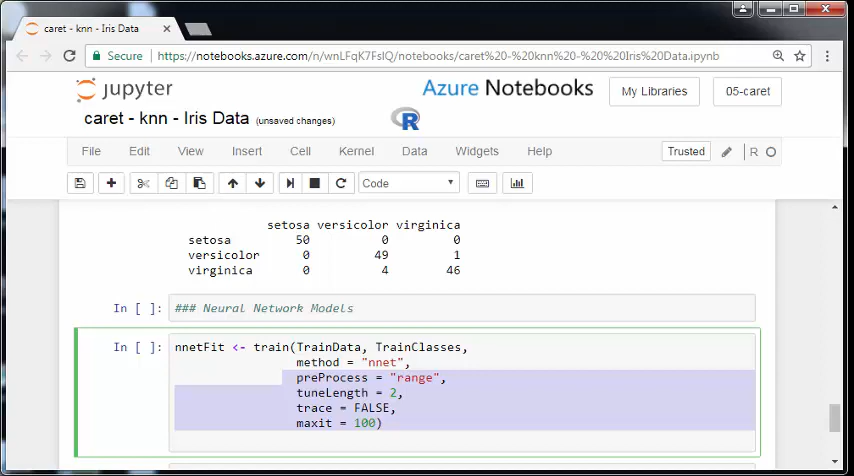 caret - knn - Iris Data
Secure
https://notebooks.azure.com/n/wnLFqK7FslQ/notebooks/caret%20-%20knn%20-%20%20Iris%20Data.ipynb
jupyter
Azure Notebooks
My Libraries
05-caret
caret - knn - Iris Data (unsaved changes)
R
File Edit View Insert Cell Kernel Data Widgets Help
Trusted
R
Code
setosa versicolor virginica
setosa 50 0 0
versicolor 0 49 1
virginica 0 4 46
In [ ]: ### Neural Network Models
In [ ]: nnetFit <- train(TrainData, TrainClasses,
method = "nnet",
preProcess = "range",
tuneLength = 2,
trace = FALSE,
maxit = 100)